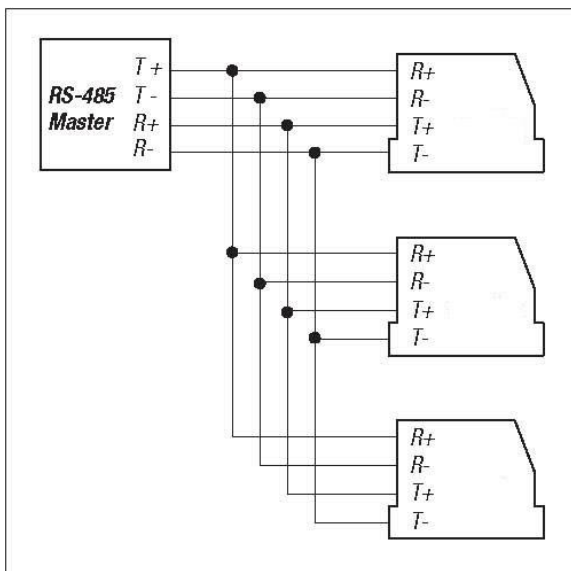 T+
RS-485
Master
T-
R+
R-
R+
R-
T+
T-
R+
R-
T+
T-
R+
R-
T+
T-